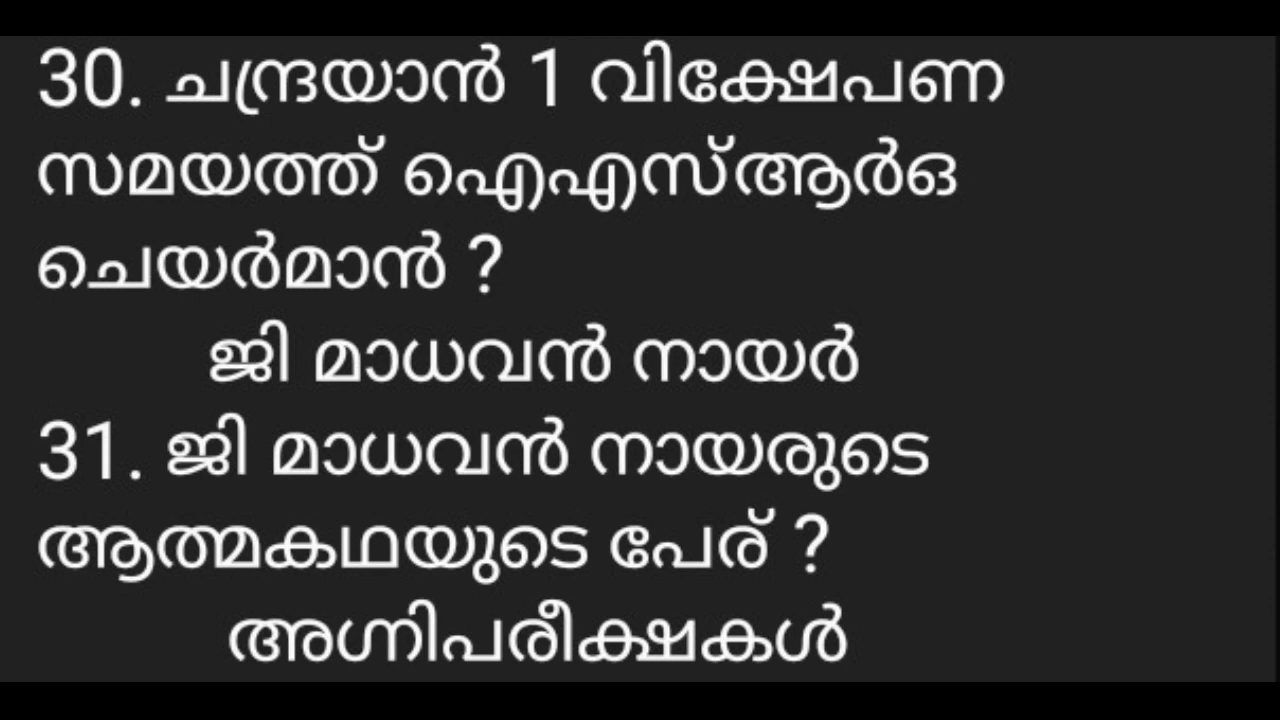 30. ചന്ദ്രയാൻ 1 വിക്ഷേപണ
സമയത്ത് ഐഎസ്ആർഒ
ചെയർമാൻ ?
ജി മാധവൻ നായർ
31. ജി മാധവൻ നായരുടെ
ആത്മകഥയുടെ പേര് ?
അഗ്നിപരീക്ഷകൾ